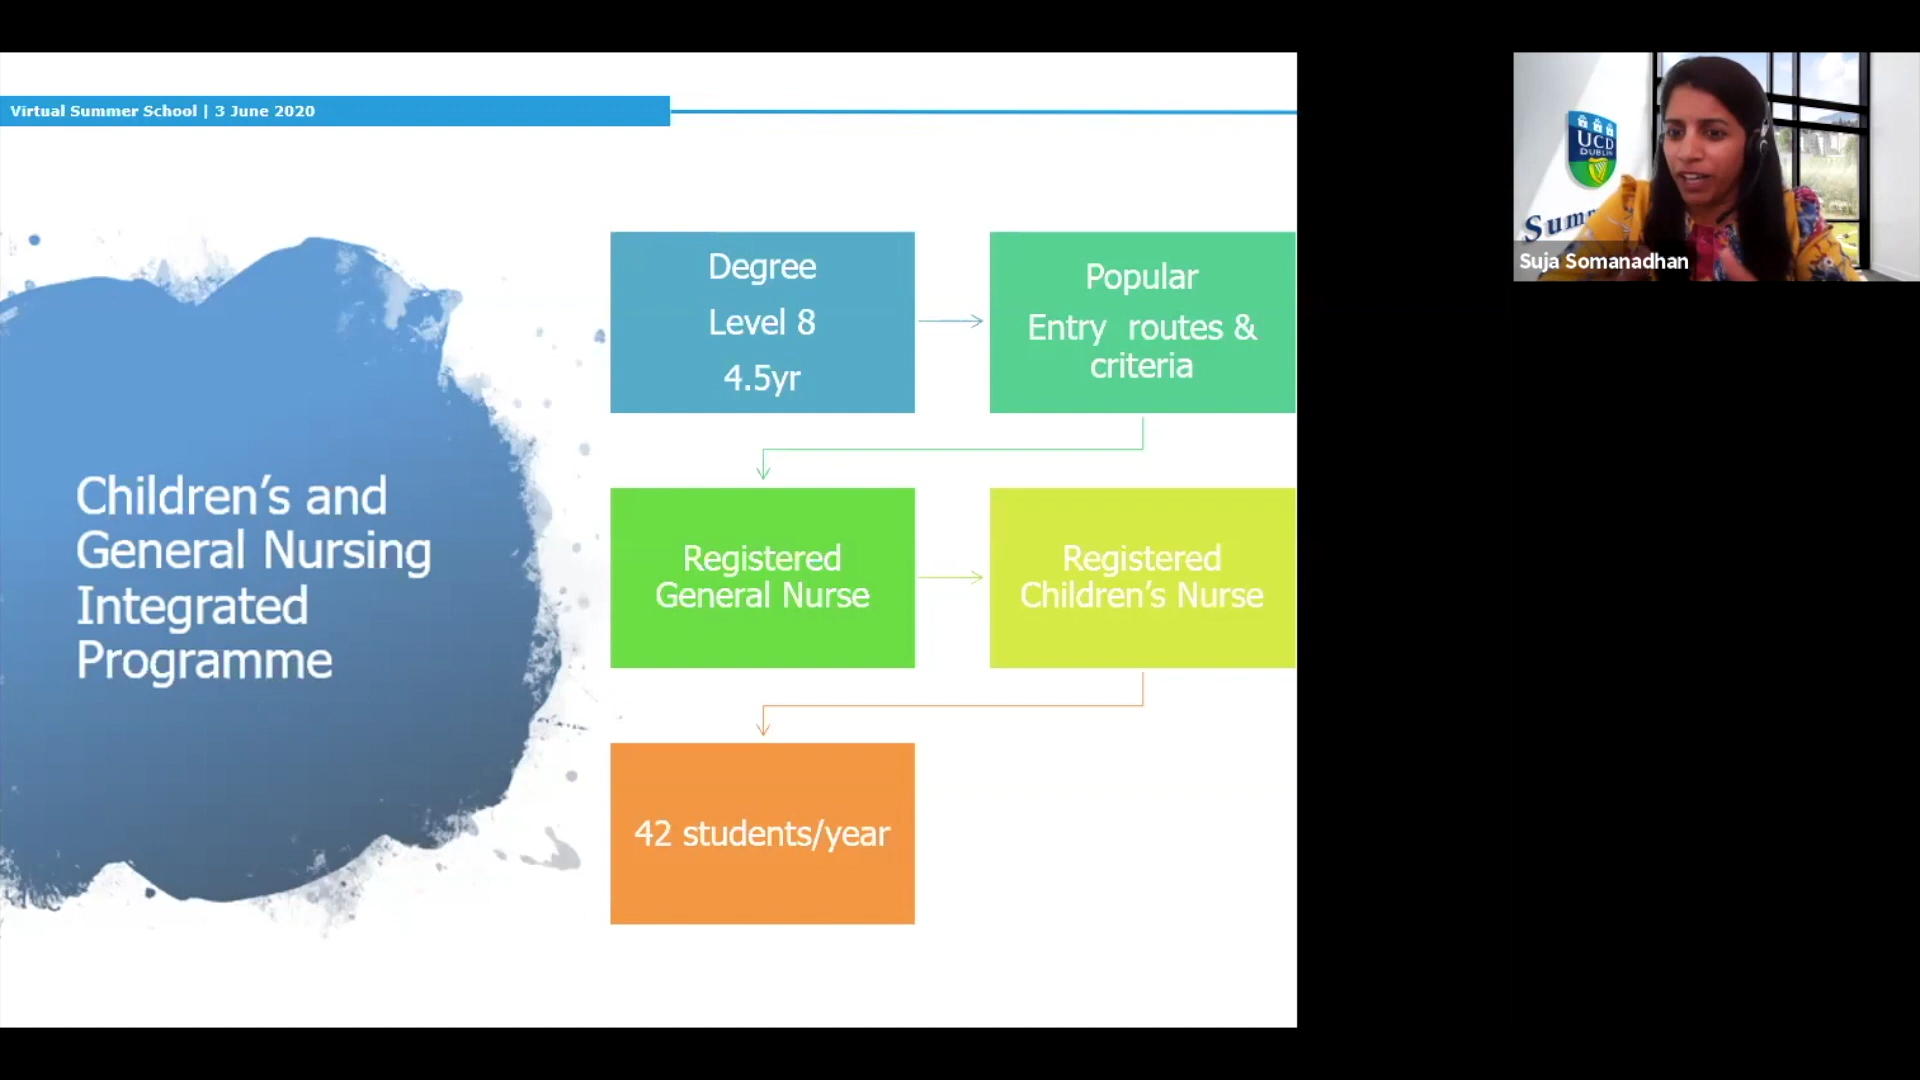 Virtual Summer School | 3 June 2020
Children’s and
General Nursing
Integrated
Programme
Degree
Level 8
4.5yr
Popular
Entry routes &
criteria
Registered
General Nurse
Registered
Children’s Nurse
42 students/year
UCD
DUBLIN
Suja Somanadhan